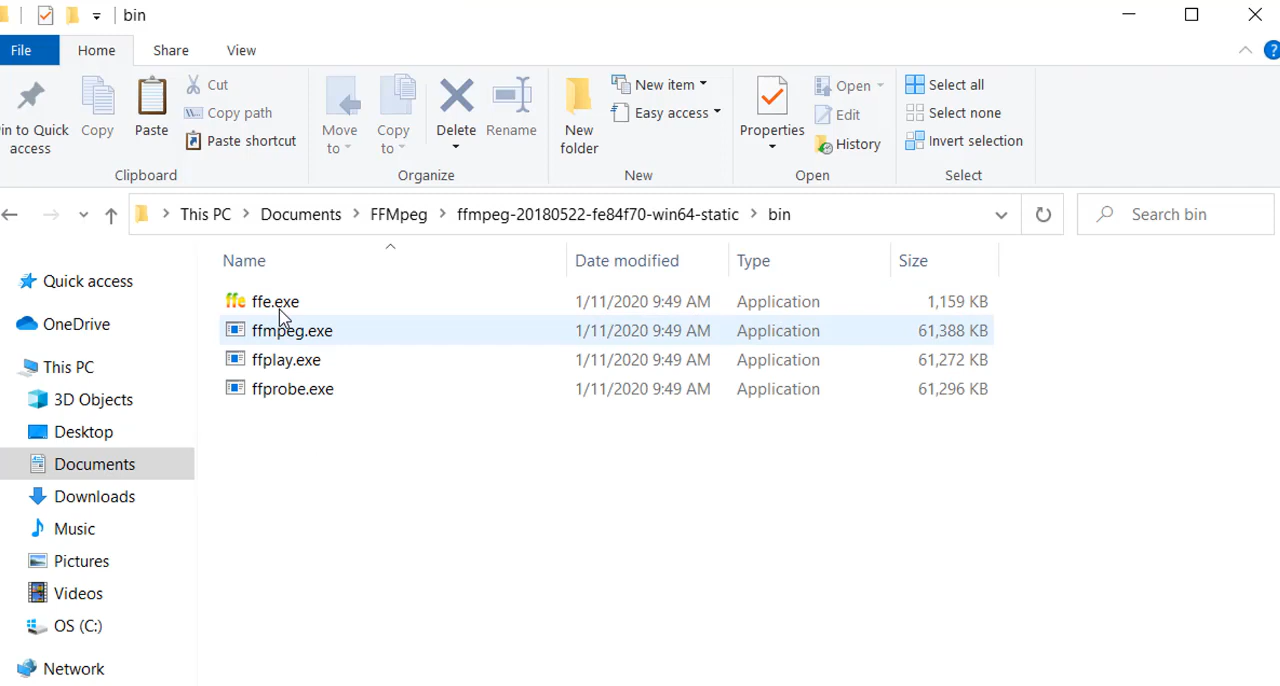 bin
File Home Share View
in to Quick access
Copy
Paste
Cut
Copy path
Paste shortcut
Clipboard
Move to
Copy to
Delete
Rename
Organize
New folder
New item
Easy access
New
Properties
Open
Edit
History
Open
Select all
Select none
Invert selection
Select
This PC > Documents > FFMpeg > ffmpeg-20180522-fe84f70-win64-static > bin
Search bin
Name Date modified Type Size
Quick access
OneDrive
This PC
3D Objects
Desktop
Documents
Downloads
Music
Pictures
Videos
OS (C:)
Network
ffe ffe.exe 1/11/2020 9:49 AM Application 1,159 KB
ffmpeg.exe 1/11/2020 9:49 AM Application 61,388 KB
ffplay.exe 1/11/2020 9:49 AM Application 61,272 KB
ffprobe.exe 1/11/2020 9:49 AM Application 61,296 KB